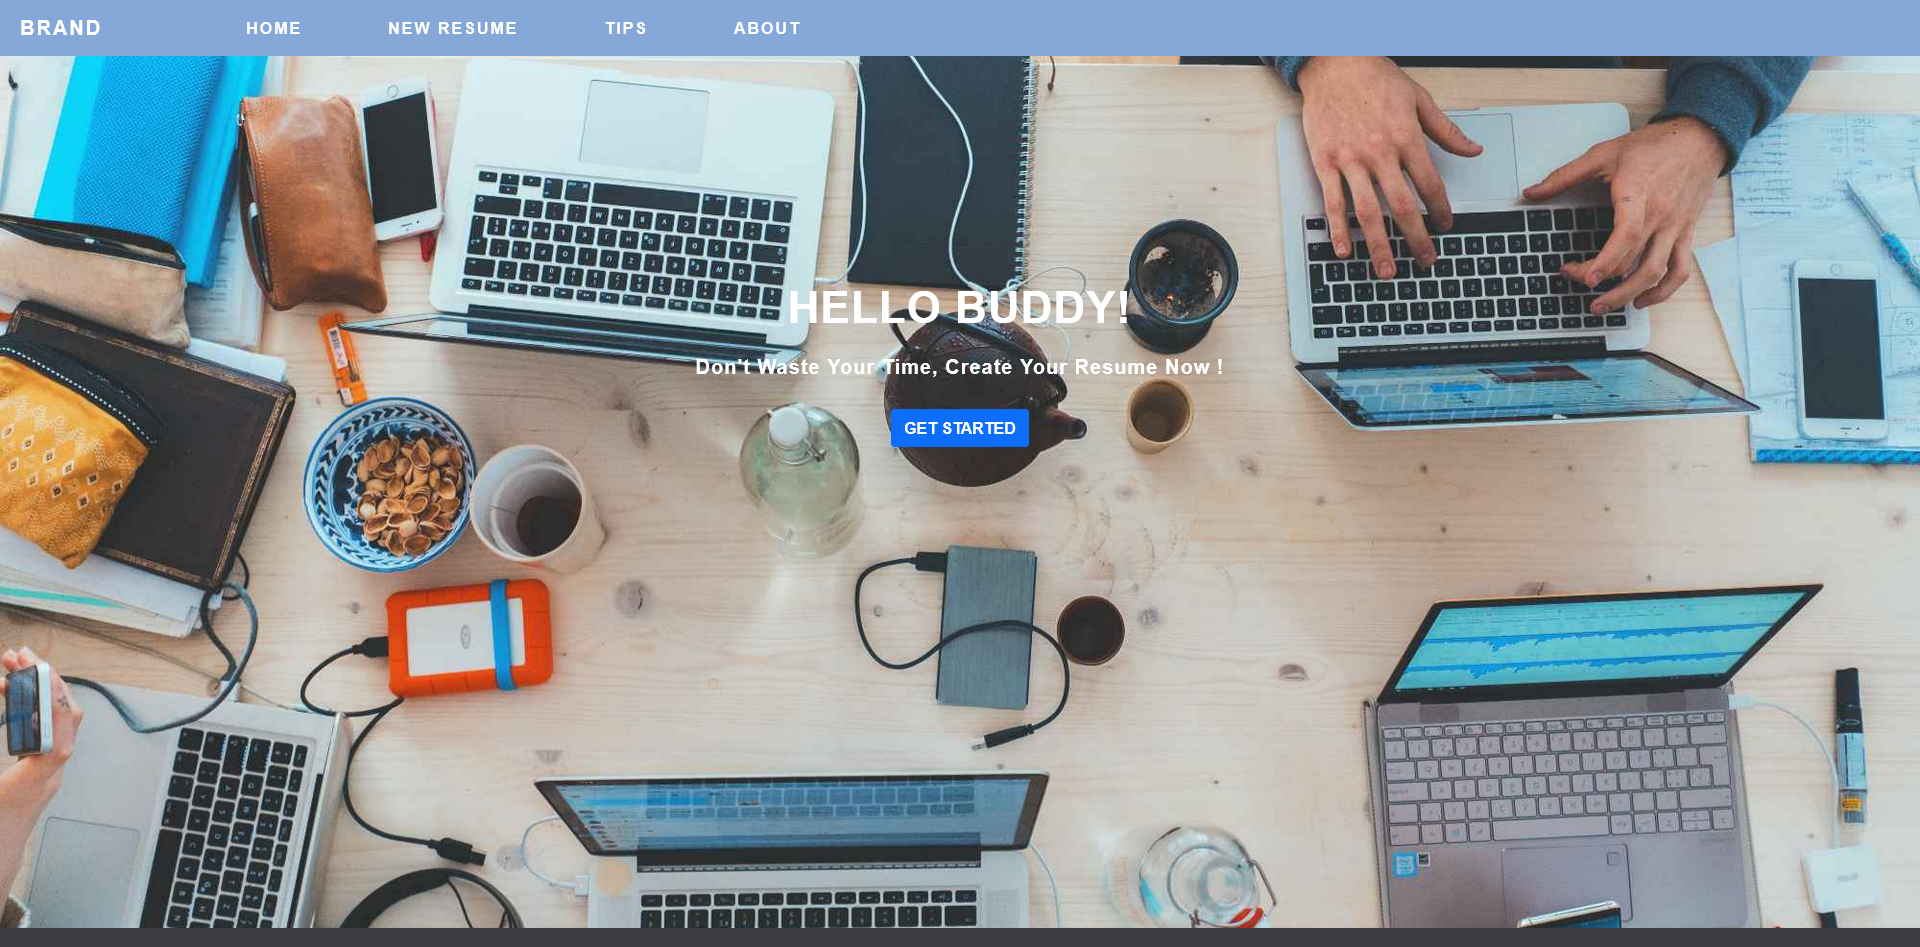 BRAND
HOME
NEW RESUME
TIPS
ABOUT
HELLO BUDDY!
Don't Waste Your Time, Create Your Resume Now !
GET STARTED